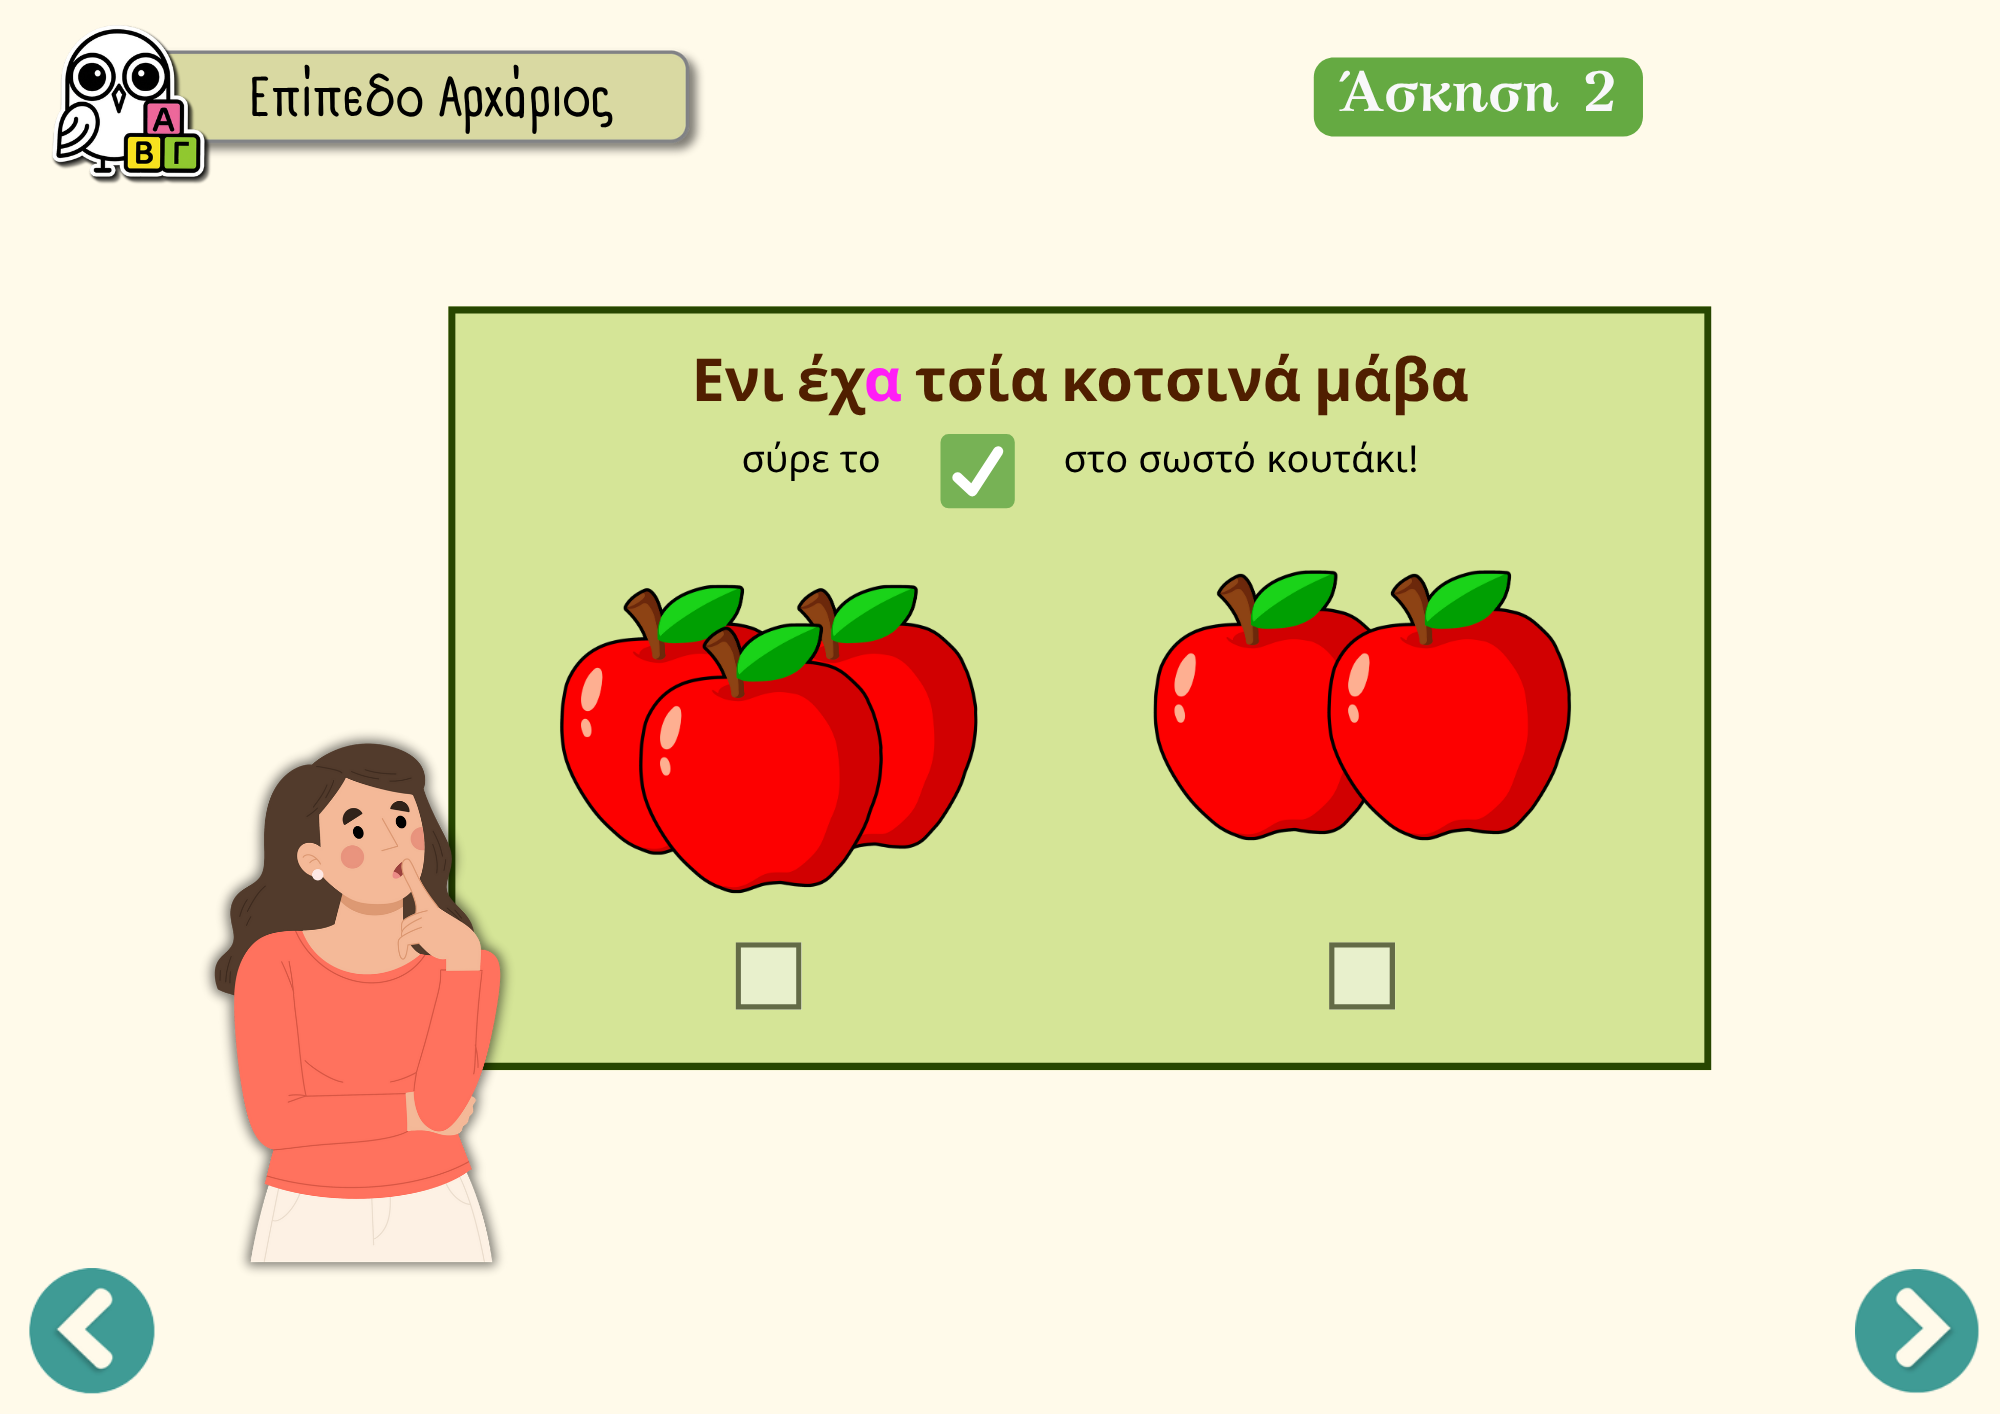 Α
Β Γ
Επίπεδο Αρχάριος
Άσκηση 2
Ενι έχα τσία κοτσινά μάβα
σύρε το στο σωστό κουτάκι!